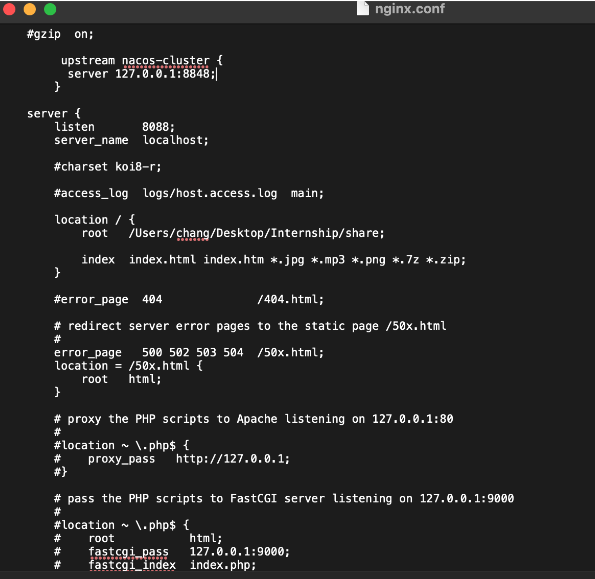 nginx.conf
#gzip  on;
upstream nacos-cluster {
server 127.0.0.1:8848;
}
server {
listen       8088;
server_name  localhost;
#charset koi8-r;
#access_log  logs/host.access.log  main;
location / {
root   /Users/chang/Desktop/Internship/share;
index  index.html index.htm *.jpg *.mp3 *.png *.7z *.zip;
}
#error_page  404              /404.html;
# redirect server error pages to the static page /50x.html
#
error_page   500 502 503 504  /50x.html;
location = /50x.html {
root   html;
}
# proxy the PHP scripts to Apache listening on 127.0.0.1:80
#
#location ~ \.php$ {
#    proxy_pass   http://127.0.0.1;
#}
# pass the PHP scripts to FastCGI server listening on 127.0.0.1:9000
#
#location ~ \.php$ {
#    root           html;
#    fastcgi_pass   127.0.0.1:9000;
#    fastcgi_index  index.php;